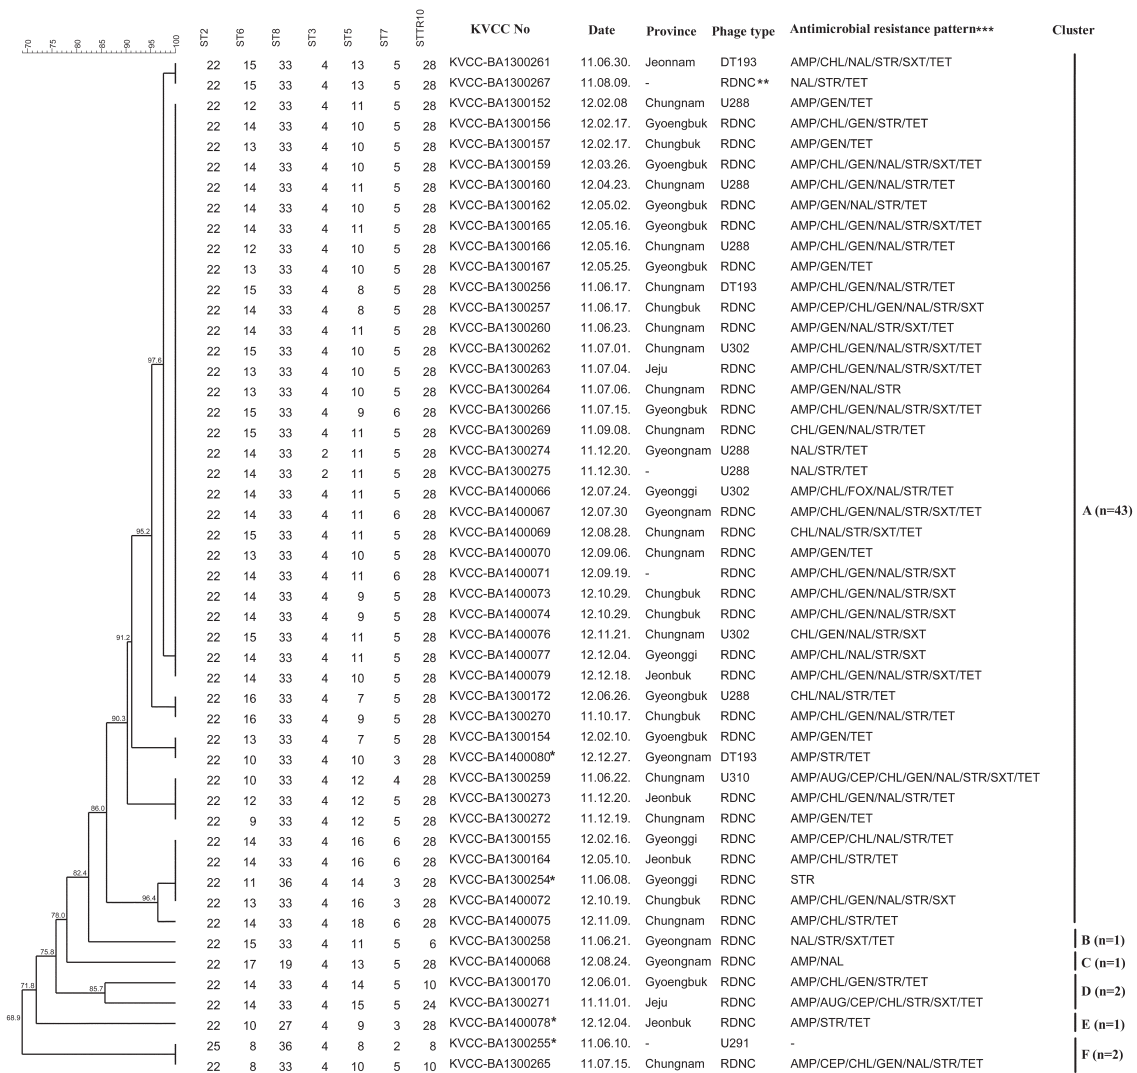 70 75 80 85 90 95 100 ST2 ST6 ST8 ST3 ST5 ST7 STTR10 KVCC No Date Province Phage type Antimicrobial resistance pattern*** Cluster
22 15 33 4 13 5 28 KVCC-BA1300261 11.06.30. Jeonnam DT193 AMP/CHL/NAL/STR/SXT/TET
22 15 33 4 13 5 28 KVCC-BA1300267 11.08.09. - RDNC** NAL/STR/TET
22 12 33 4 11 5 28 KVCC-BA1300152 12.02.08 Chungnam U288 AMP/GEN/TET
22 14 33 4 10 5 28 KVCC-BA1300156 12.02.17. Gyoengbuk RDNC AMP/CHL/GEN/STR/TET
22 13 33 4 10 5 28 KVCC-BA1300157 12.02.17. Chungbuk RDNC AMP/GEN/TET
22 14 33 4 10 5 28 KVCC-BA1300159 12.03.26. Gyoengbuk RDNC AMP/CHL/GEN/NAL/STR/SXT/TET
22 14 33 4 11 5 28 KVCC-BA1300160 12.04.23. Chungnam U288 AMP/CHL/GEN/NAL/STR/TET
22 14 33 4 10 5 28 KVCC-BA1300162 12.05.02. Gyeongbuk RDNC AMP/GEN/NAL/STR/TET
22 14 33 4 11 5 28 KVCC-BA1300165 12.05.16. Gyeongbuk RDNC AMP/CHL/GEN/NAL/STR/SXT/TET
22 12 33 4 10 5 28 KVCC-BA1300166 12.05.16. Chungnam U288 AMP/CHL/GEN/NAL/STR/TET
22 13 33 4 10 5 28 KVCC-BA1300167 12.05.25. Gyeongbuk RDNC AMP/GEN/TET
22 15 33 4 8 5 28 KVCC-BA1300256 11.06.17. Chungnam DT193 AMP/CHL/GEN/NAL/STR/TET
22 14 33 4 8 5 28 KVCC-BA1300257 11.06.17. Chungbuk RDNC AMP/CEP/CHL/GEN/NAL/STR/SXT
22 14 33 4 11 5 28 KVCC-BA1300260 11.06.23. Chungnam RDNC AMP/GEN/NAL/STR/SXT/TET
22 15 33 4 10 5 28 KVCC-BA1300262 11.07.01. Chungnam U302 AMP/CHL/GEN/NAL/STR/SXT/TET
97.6 22 13 33 4 10 5 28 KVCC-BA1300263 11.07.04. Jeju RDNC AMP/CHL/GEN/NAL/STR/SXT/TET
22 13 33 4 10 5 28 KVCC-BA1300264 11.07.06. Chungnam RDNC AMP/GEN/NAL/STR
22 15 33 4 9 6 28 KVCC-BA1300266 11.07.15. Gyeongbuk RDNC AMP/CHL/GEN/NAL/STR/SXT/TET
22 15 33 4 11 5 28 KVCC-BA1300269 11.09.08. Chungnam RDNC CHL/GEN/NAL/STR/TET
22 14 33 2 11 5 28 KVCC-BA1300274 11.12.20. Gyeongnam U288 NAL/STR/TET
22 14 33 2 11 5 28 KVCC-BA1300275 11.12.30. - U288 NAL/STR/TET
22 14 33 4 11 5 28 KVCC-BA1400066 12.07.24. Gyeonggi U302 AMP/CHL/FOX/NAL/STR/TET
22 14 33 4 11 6 28 KVCC-BA1400067 12.07.30 Gyeongnam RDNC AMP/CHL/GEN/NAL/STR/SXT/TET A (n=43)
95.2 22 15 33 4 11 5 28 KVCC-BA1400069 12.08.28. Chungnam RDNC CHL/NAL/STR/SXT/TET
22 13 33 4 10 5 28 KVCC-BA1400070 12.09.06. Chungnam RDNC AMP/GEN/TET
22 14 33 4 11 6 28 KVCC-BA1400071 12.09.19. - RDNC AMP/CHL/GEN/NAL/STR/SXT
22 14 33 4 9 5 28 KVCC-BA1400073 12.10.29. Chungbuk RDNC AMP/CHL/GEN/NAL/STR/SXT
22 14 33 4 9 5 28 KVCC-BA1400074 12.10.29. Chungbuk RDNC AMP/CHL/GEN/NAL/STR/SXT
91.2 22 15 33 4 11 5 28 KVCC-BA1400076 12.11.21. Chungnam U302 CHL/GEN/NAL/STR/SXT
22 14 33 4 11 5 28 KVCC-BA1400077 12.12.04. Gyeonggi RDNC AMP/CHL/NAL/STR/SXT
22 14 33 4 10 5 28 KVCC-BA1400079 12.12.18. Jeonbuk RDNC AMP/CHL/GEN/NAL/STR/SXT/TET
22 16 33 4 7 5 28 KVCC-BA1300172 12.06.26. Gyeongbuk U288 CHL/NAL/STR/TET
90.3 22 16 33 4 9 5 28 KVCC-BA1300270 11.10.17. Chungbuk RDNC AMP/CHL/GEN/NAL/STR/TET
22 13 33 4 7 5 28 KVCC-BA1300154 12.02.10. Gyoengbuk RDNC AMP/GEN/TET
22 10 33 4 10 3 28 KVCC-BA1400080* 12.12.27. Gyeongnam DT193 AMP/STR/TET
22 10 33 4 12 4 28 KVCC-BA1300259 11.06.22. Chungnam U310 AMP/AUG/CEP/CHL/GEN/NAL/STR/SXT/TET
22 12 33 4 12 5 28 KVCC-BA1300273 11.12.20. Jeonbuk RDNC AMP/CHL/GEN/NAL/STR/TET
86.0 22 9 33 4 12 5 28 KVCC-BA1300272 11.12.19. Chungnam RDNC AMP/GEN/TET
22 14 33 4 16 6 28 KVCC-BA1300155 12.02.16. Gyeonggi RDNC AMP/CEP/CHL/NAL/STR/TET
22 14 33 4 16 6 28 KVCC-BA1300164 12.05.10. Jeonbuk RDNC AMP/CHL/STR/TET
82.4 22 11 36 4 14 3 28 KVCC-BA1300254* 11.06.08. Gyeonggi RDNC STR
96.4 22 13 33 4 16 3 28 KVCC-BA1400072 12.10.19. Chungbuk RDNC AMP/CHL/GEN/NAL/STR/SXT
78.0 22 14 33 4 18 6 28 KVCC-BA1400075 12.11.09. Chungnam RDNC AMP/CHL/STR/TET
22 15 33 4 11 5 6 KVCC-BA1300258 11.06.21. Gyeongnam RDNC NAL/STR/SXT/TET B (n=1)
75.8 22 17 19 4 13 5 28 KVCC-BA1400068 12.08.24. Gyeongnam RDNC AMP/NAL C (n=1)
22 14 33 4 14 5 10 KVCC-BA1300170 12.06.01. Gyoengbuk RDNC AMP/CHL/GEN/STR/TET
71.8 85.7 D (n=2)
22 14 33 4 15 5 24 KVCC-BA1300271 11.11.01. Jeju RDNC AMP/AUG/CEP/CHL/STR/SXT/TET
68.9 22 10 27 4 9 3 28 KVCC-BA1400078* 12.12.04. Jeonbuk RDNC AMP/STR/TET E (n=1)
25 8 36 4 8 2 8 KVCC-BA1300255* 11.06.10. - U291 -
F (n=2)
22 8 33 4 10 5 10 KVCC-BA1300265 11.07.15. Chungnam RDNC AMP/CEP/CHL/GEN/NAL/STR/TET